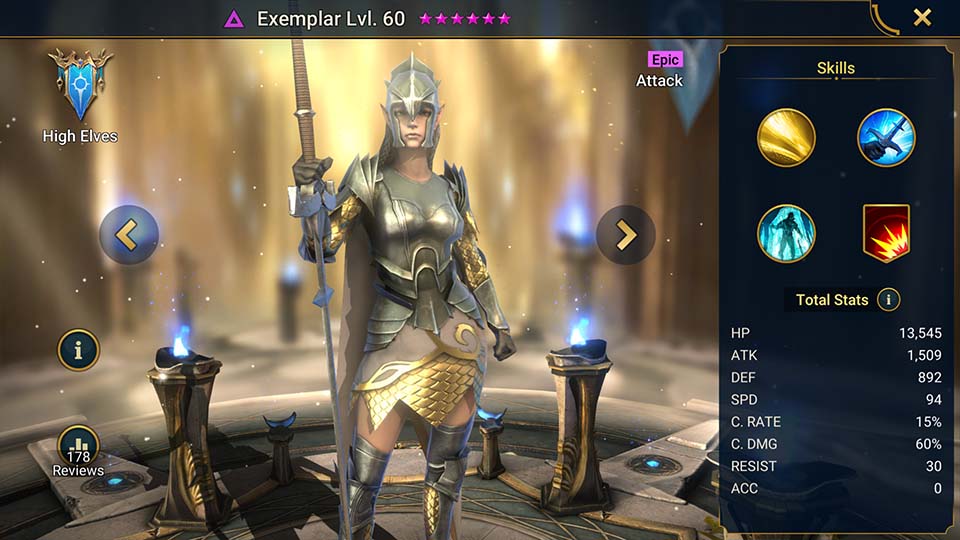 Exemplar Lvl. 60
Epic
Attack
High Elves
178
Reviews
Skills
Total Stats
HP 13,545
ATK 1,509
DEF 892
SPD 94
C. RATE 15%
C. DMG 60%
RESIST 30
ACC 0